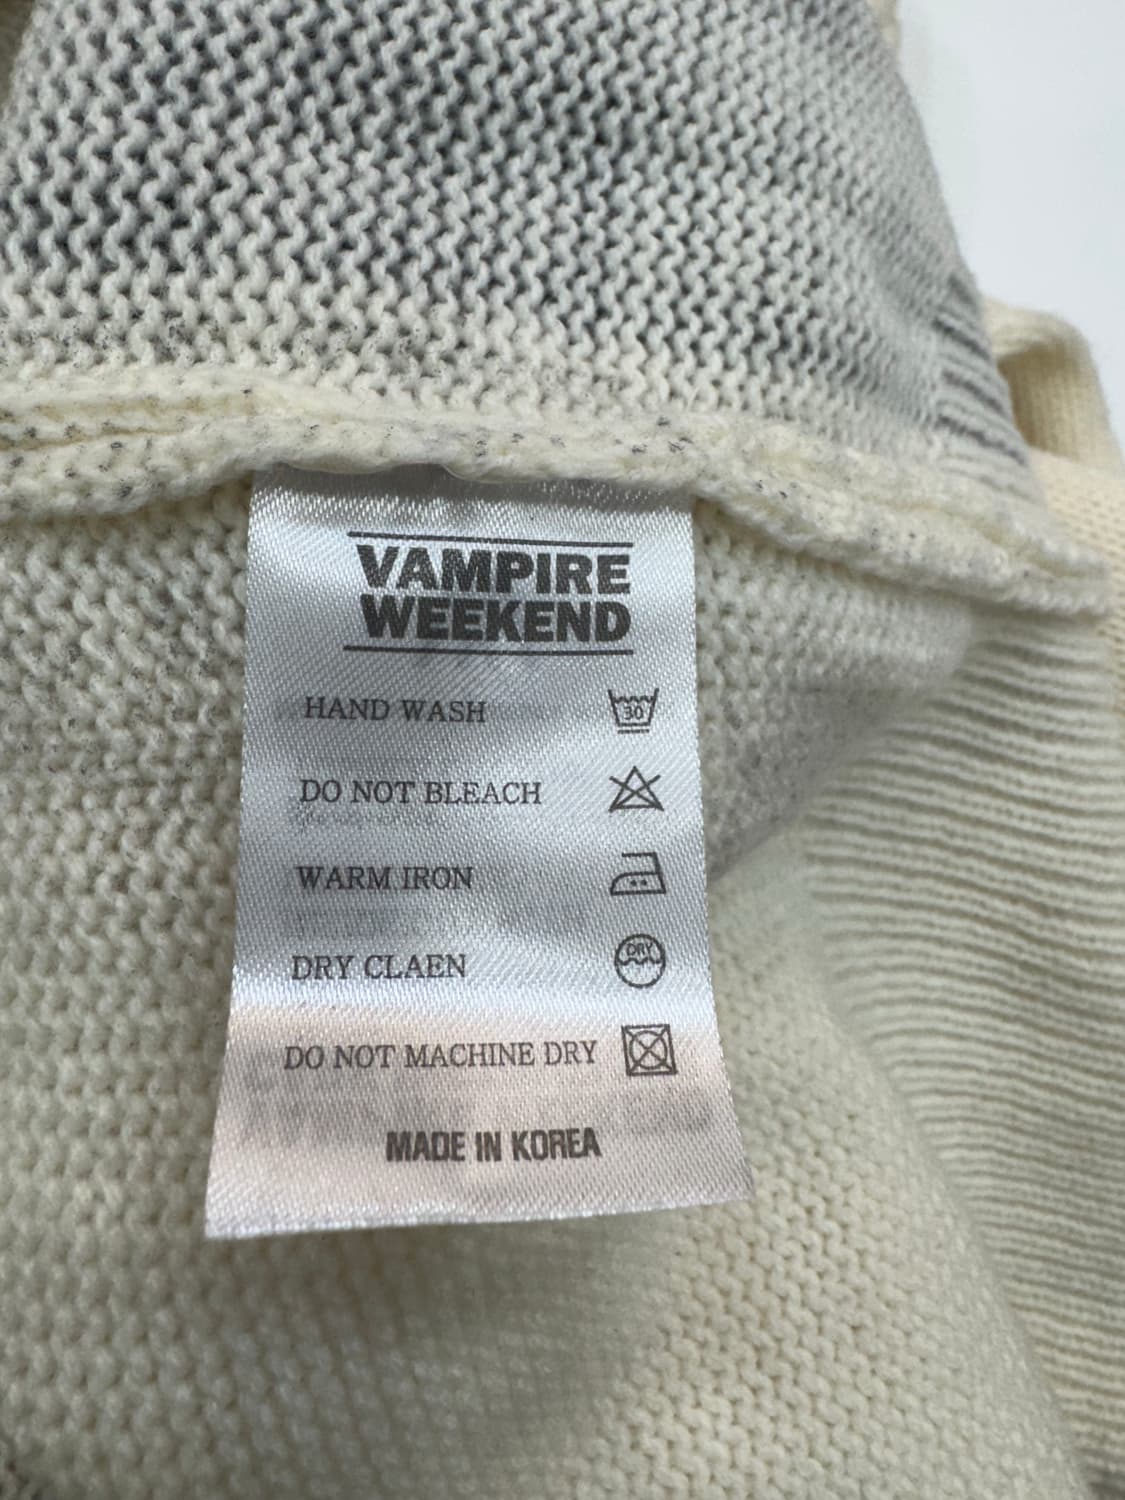 VAMPIRE
WEEKEND
HAND WASH 30
DO NOT BLEACH
WARM IRON
DRY CLAEN DRY
DO NOT MACHINE DRY
MADE IN KOREA